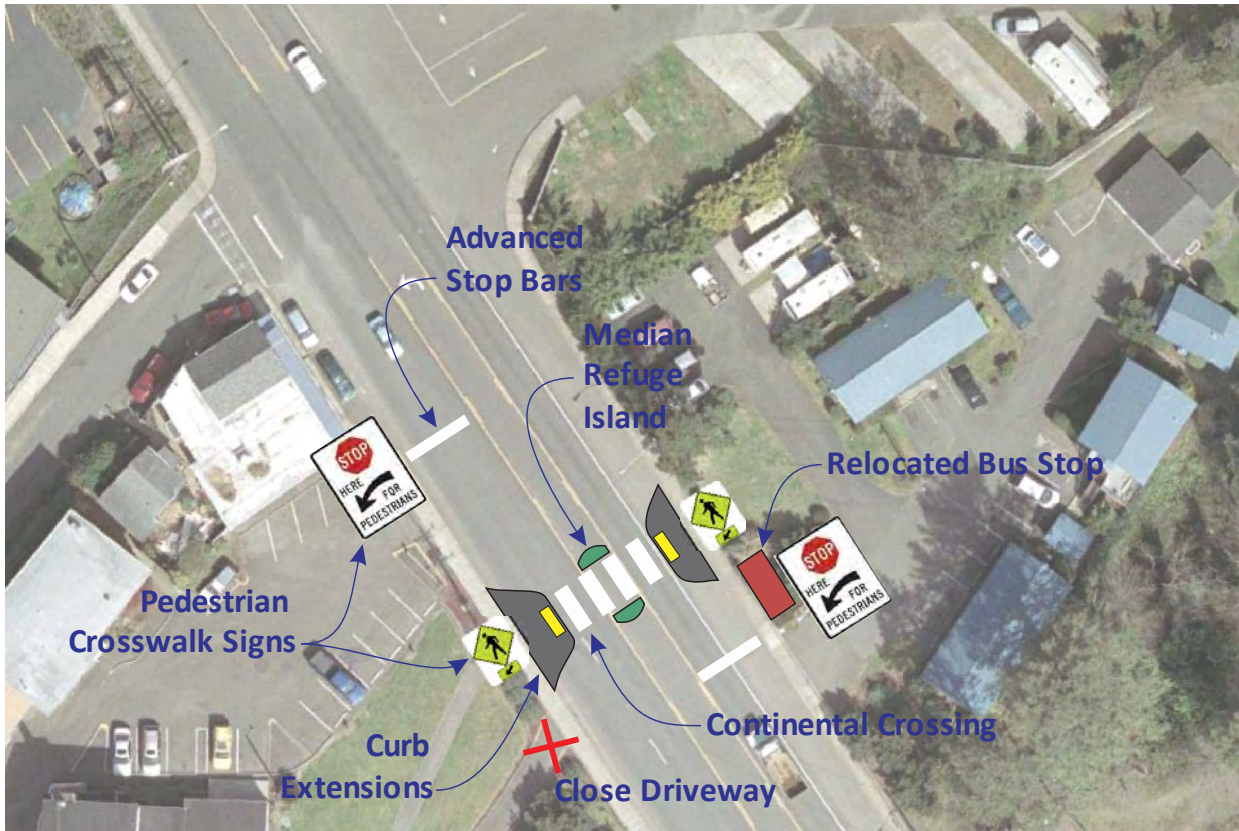 Advanced
Stop Bars
Median
Refuge
Island
STOP
HERE
FOR
PEDESTRIANS
Relocated Bus Stop
STOP
HERE
FOR
PEDESTRIANS
Pedestrian
Crosswalk Signs
Continental Crossing
Curb
Extensions
Close Driveway